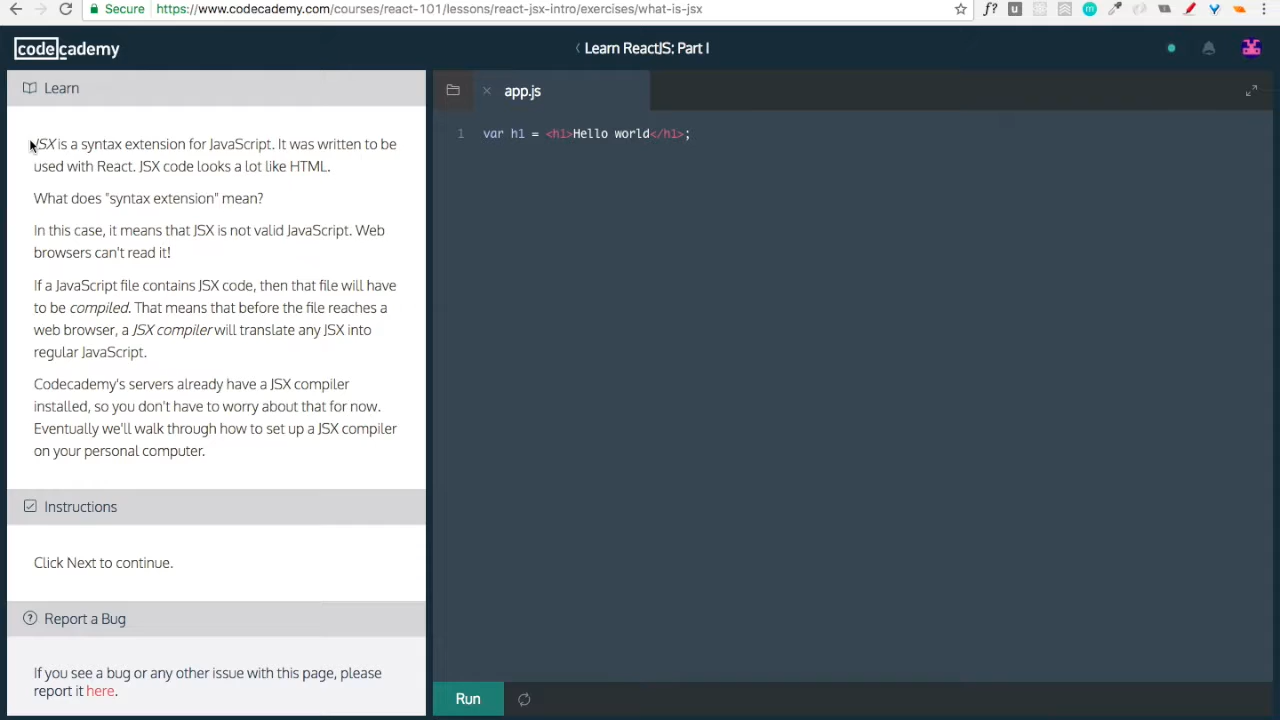 Secure
https://www.codecademy.com/courses/react-101/lessons/react-jsx-intro/exercises/what-is-jsx
f?
u
m
codecademy
Learn ReactJS: Part I
Learn
app.js
JSX is a syntax extension for JavaScript. It was written to be
used with React. JSX code looks a lot like HTML.
What does "syntax extension" mean?
In this case, it means that JSX is not valid JavaScript. Web
browsers can't read it!
If a JavaScript file contains JSX code, then that file will have
to be compiled. That means that before the file reaches a
web browser, a JSX compiler will translate any JSX into
regular JavaScript.
Codecademy's servers already have a JSX compiler
installed, so you don't have to worry about that for now.
Eventually we'll walk through how to set up a JSX compiler
on your personal computer.
Instructions
Click Next to continue.
Report a Bug
If you see a bug or any other issue with this page, please
report it here.
1 var h1 = <h1>Hello world</h1>;
Run